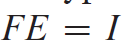 FE = I